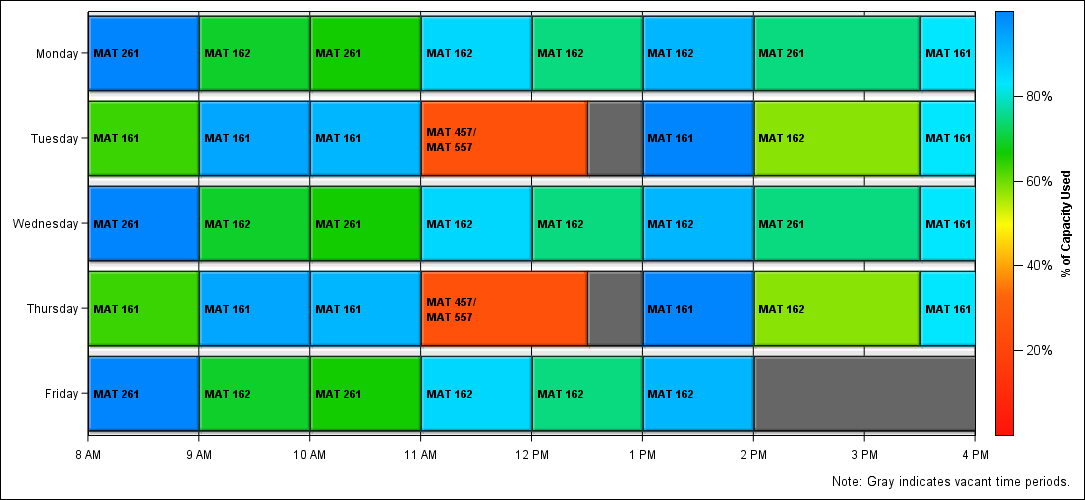 Monday
MAT 261
MAT 162
MAT 261
MAT 162
MAT 162
MAT 162
MAT 261
MAT 161
Tuesday
MAT 161
MAT 161
MAT 161
MAT 457/
MAT 557
MAT 161
MAT 162
MAT 161
Wednesday
MAT 261
MAT 162
MAT 261
MAT 162
MAT 162
MAT 162
MAT 261
MAT 161
Thursday
MAT 161
MAT 161
MAT 161
MAT 457/
MAT 557
MAT 161
MAT 162
MAT 161
Friday
MAT 261
MAT 162
MAT 261
MAT 162
MAT 162
MAT 162
8 AM
9 AM
10 AM
11 AM
12 PM
1 PM
2 PM
3 PM
4 PM
80%
60%
40%
20%
% of Capacity Used
Note: Gray indicates vacant time periods.